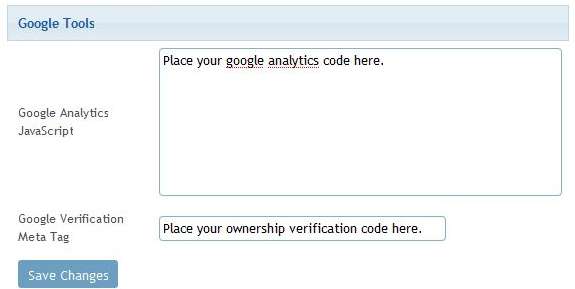 Google Tools
Place your google analytics code here.
Google Analytics
JavaScript
Google Verification
Meta Tag
Place your ownership verification code here.
Save Changes